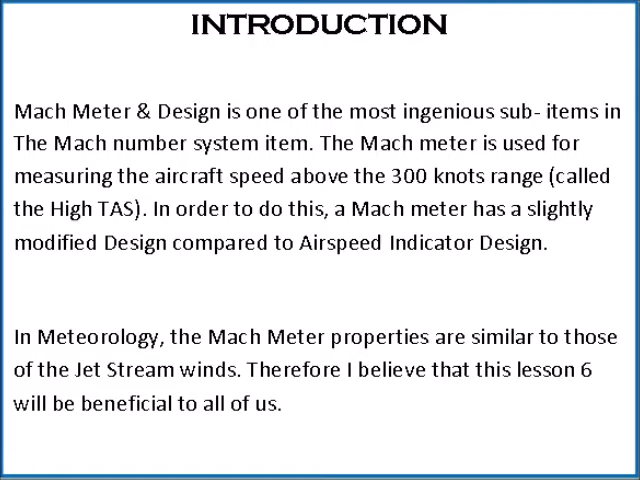 INTRODUCTION
Mach Meter & Design is one of the most ingenious sub- items in
The Mach number system item. The Mach meter is used for
measuring the aircraft speed above the 300 knots range (called
the High TAS). In order to do this, a Mach meter has a slightly
modified Design compared to Airspeed Indicator Design.
In Meteorology, the Mach Meter properties are similar to those
of the Jet Stream winds. Therefore I believe that this lesson 6
will be beneficial to all of us.